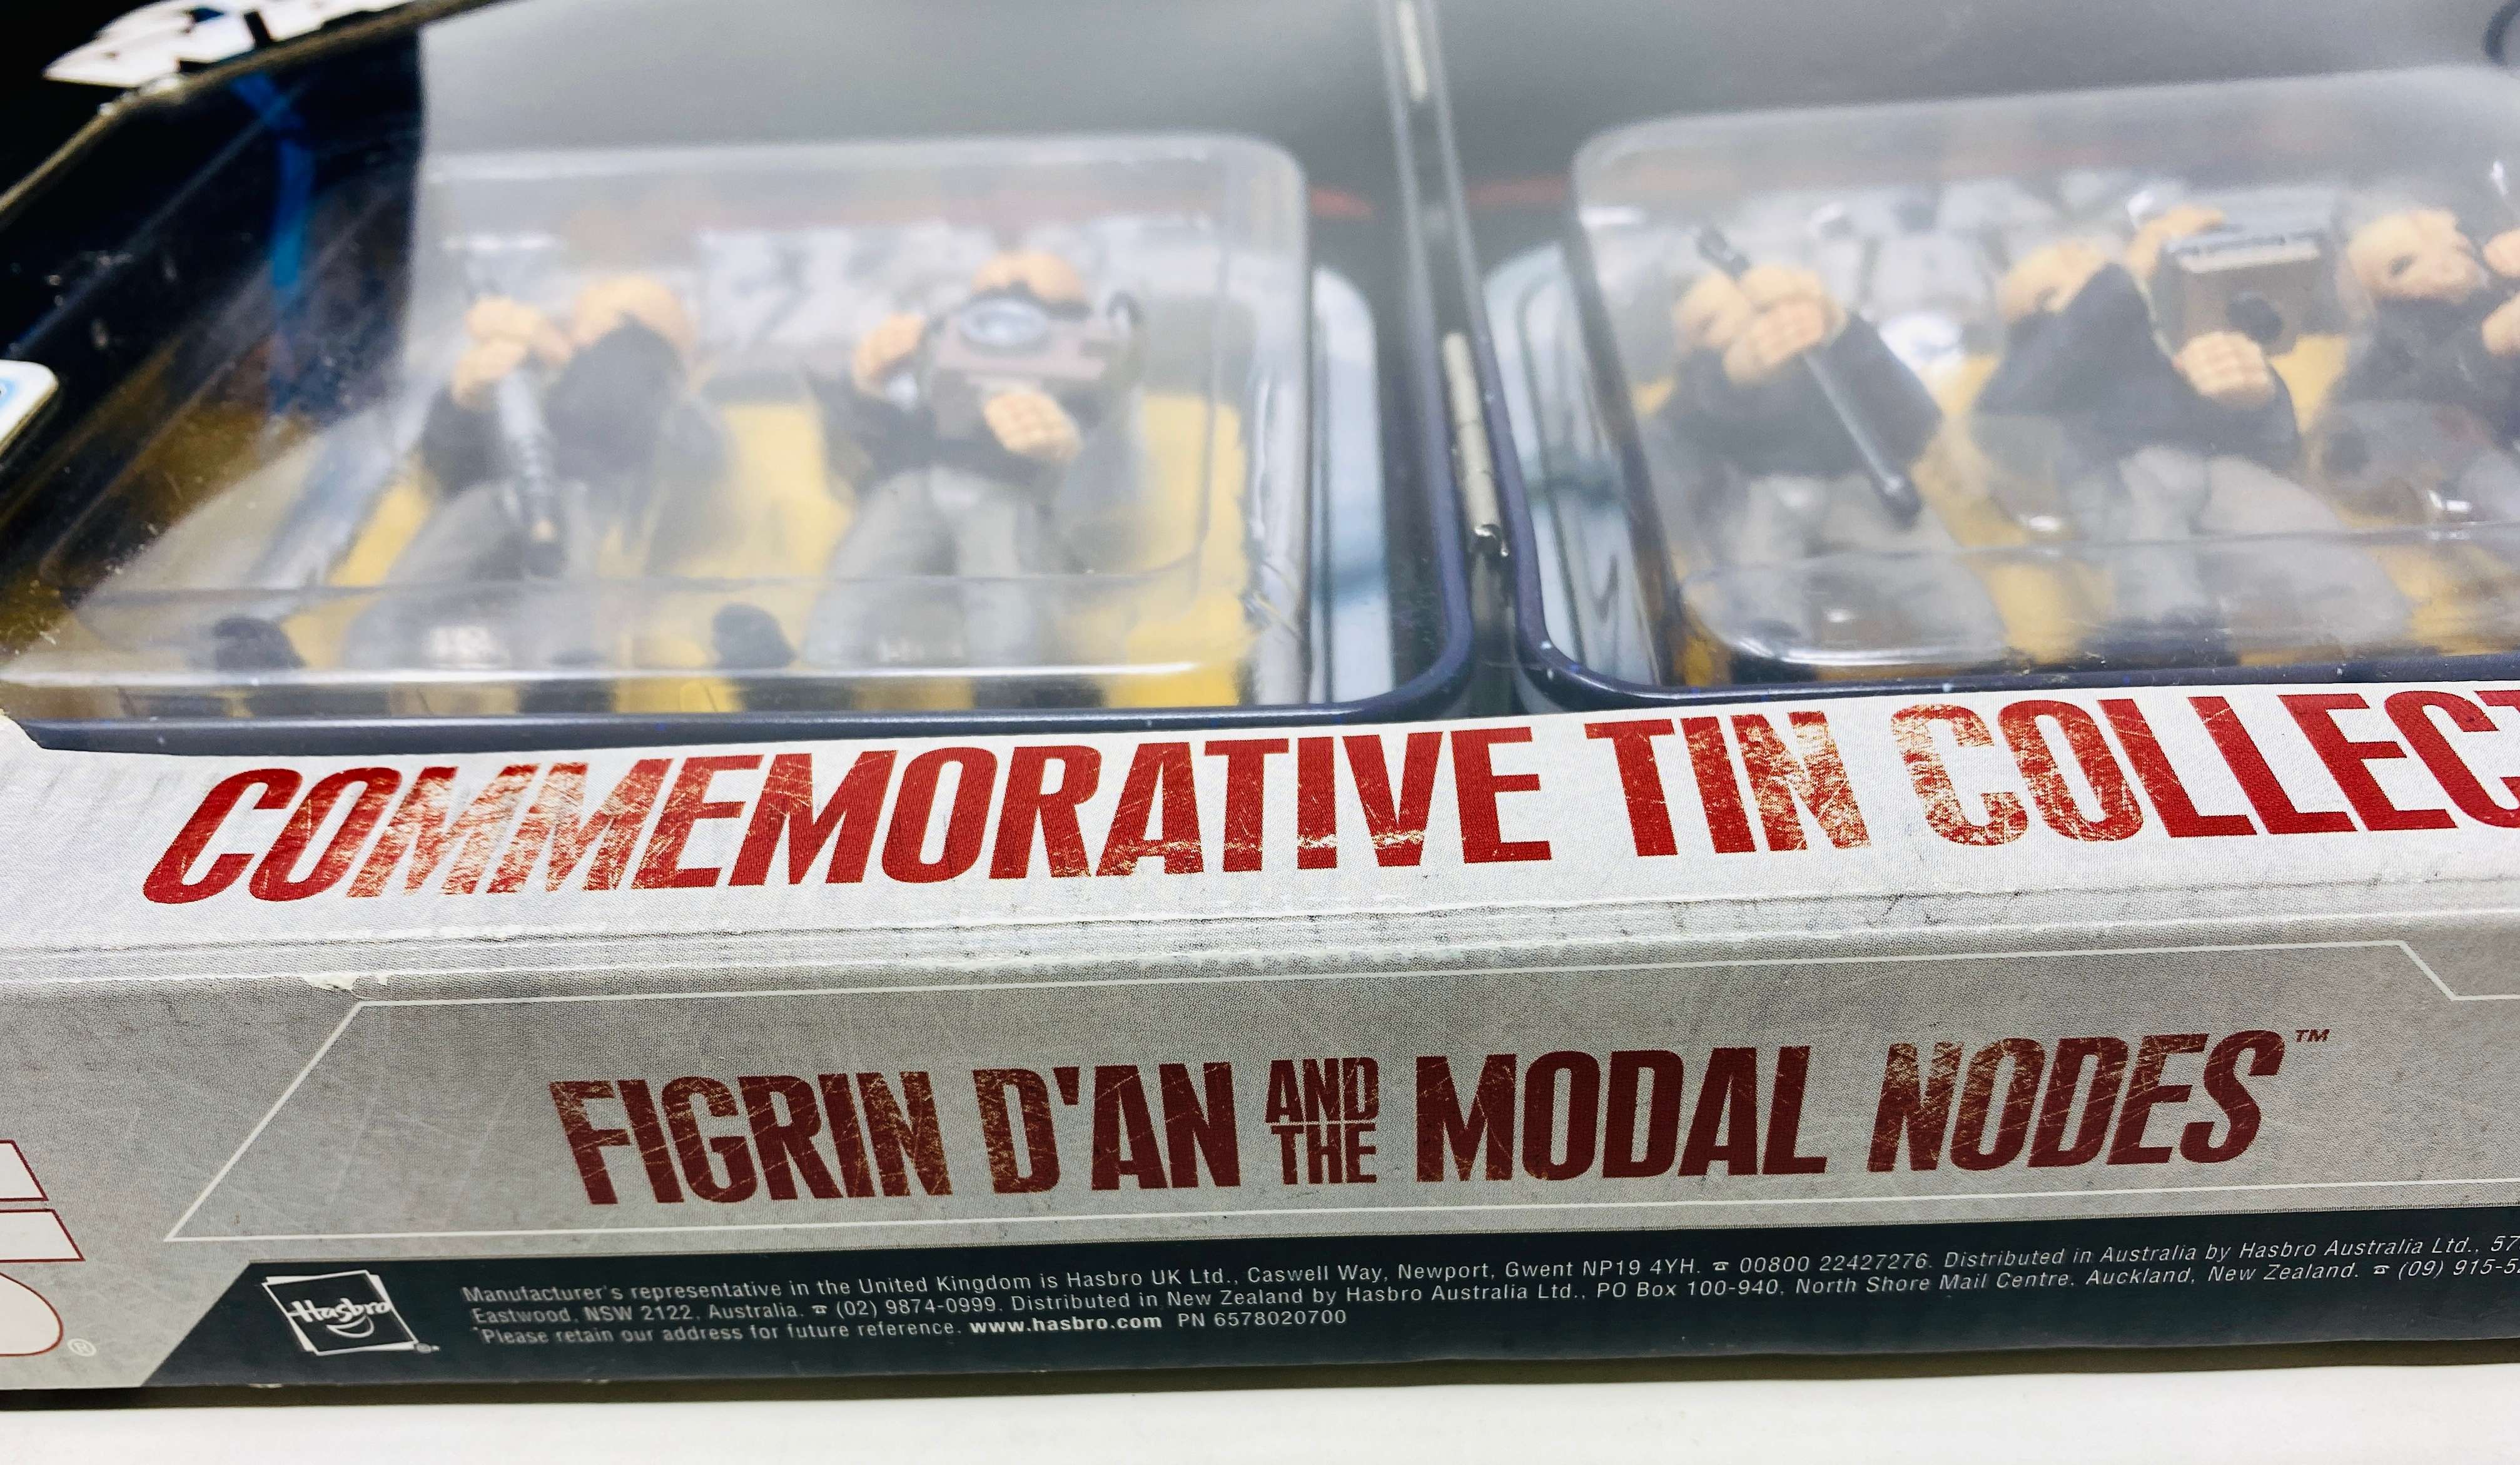 COMMEMORATIVE TIN COLLECT
FIGRIN D'AN AND THE MODAL NODES™
Hasbro®
Manufacturer's representative in the United Kingdom is Hasbro UK Ltd., Caswell Way, Newport, Gwent NP19 4YH. ☎ 00800 22427276. Distributed in Australia by Hasbro Australia Ltd., 57
Eastwood, NSW 2122, Australia. ☎ (02) 9874-0999. Distributed in New Zealand by Hasbro Australia Ltd., PO Box 100-940, North Shore Mail Centre. Auckland, New Zealand. ☎ (09) 915-5
*Please retain our address for future reference. www.hasbro.com PN 6578020700
®